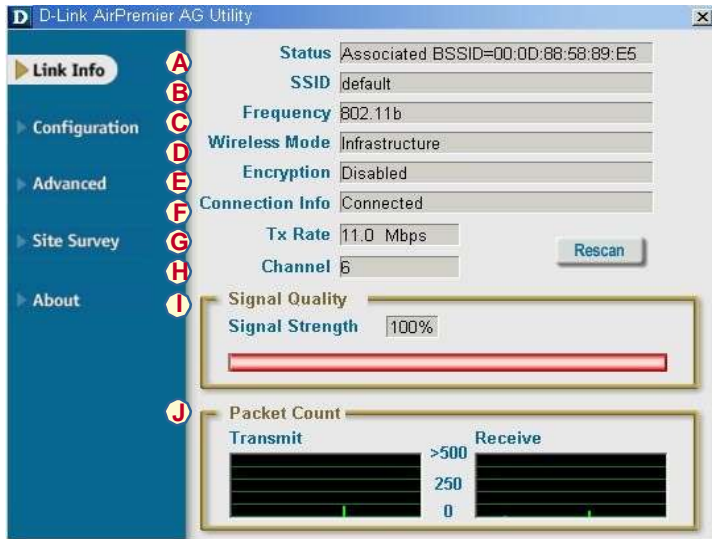 D D-Link AirPremier AG Utility x
Link Info
Configuration
Advanced
Site Survey
About
A Status Associated BSSID=00:0D:88:58:89:E5
B SSID default
C Frequency 802.11b
D Wireless Mode Infrastructure
E Encryption Disabled
F Connection Info Connected
G Tx Rate 11.0 Mbps
Rescan
H Channel 6
I Signal Quality
Signal Strength 100%
J Packet Count
Transmit Receive
>500
250
0